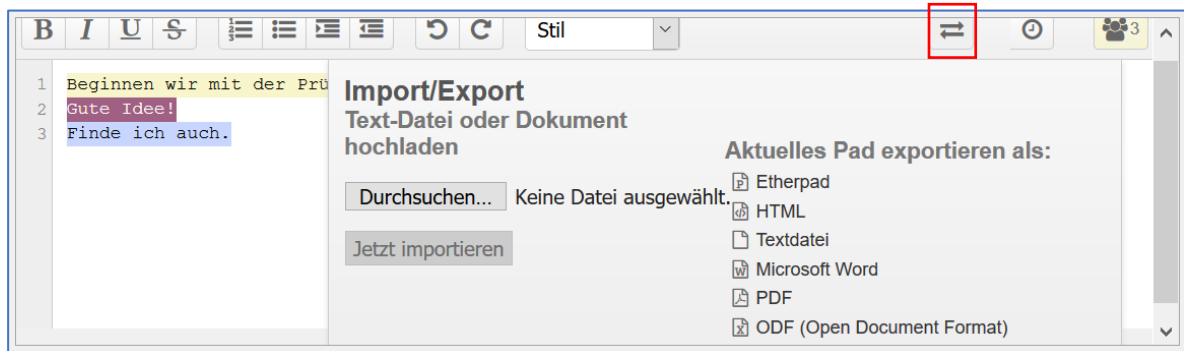 B I U S Stil 3
1 Beginnen wir mit der Prü
2 Gute Idee!
3 Finde ich auch.
Import/Export
Text-Datei oder Dokument
hochladen
Durchsuchen... Keine Datei ausgewählt.
Jetzt importieren
Aktuelles Pad exportieren als:
Etherpad
HTML
Textdatei
Microsoft Word
PDF
ODF (Open Document Format)